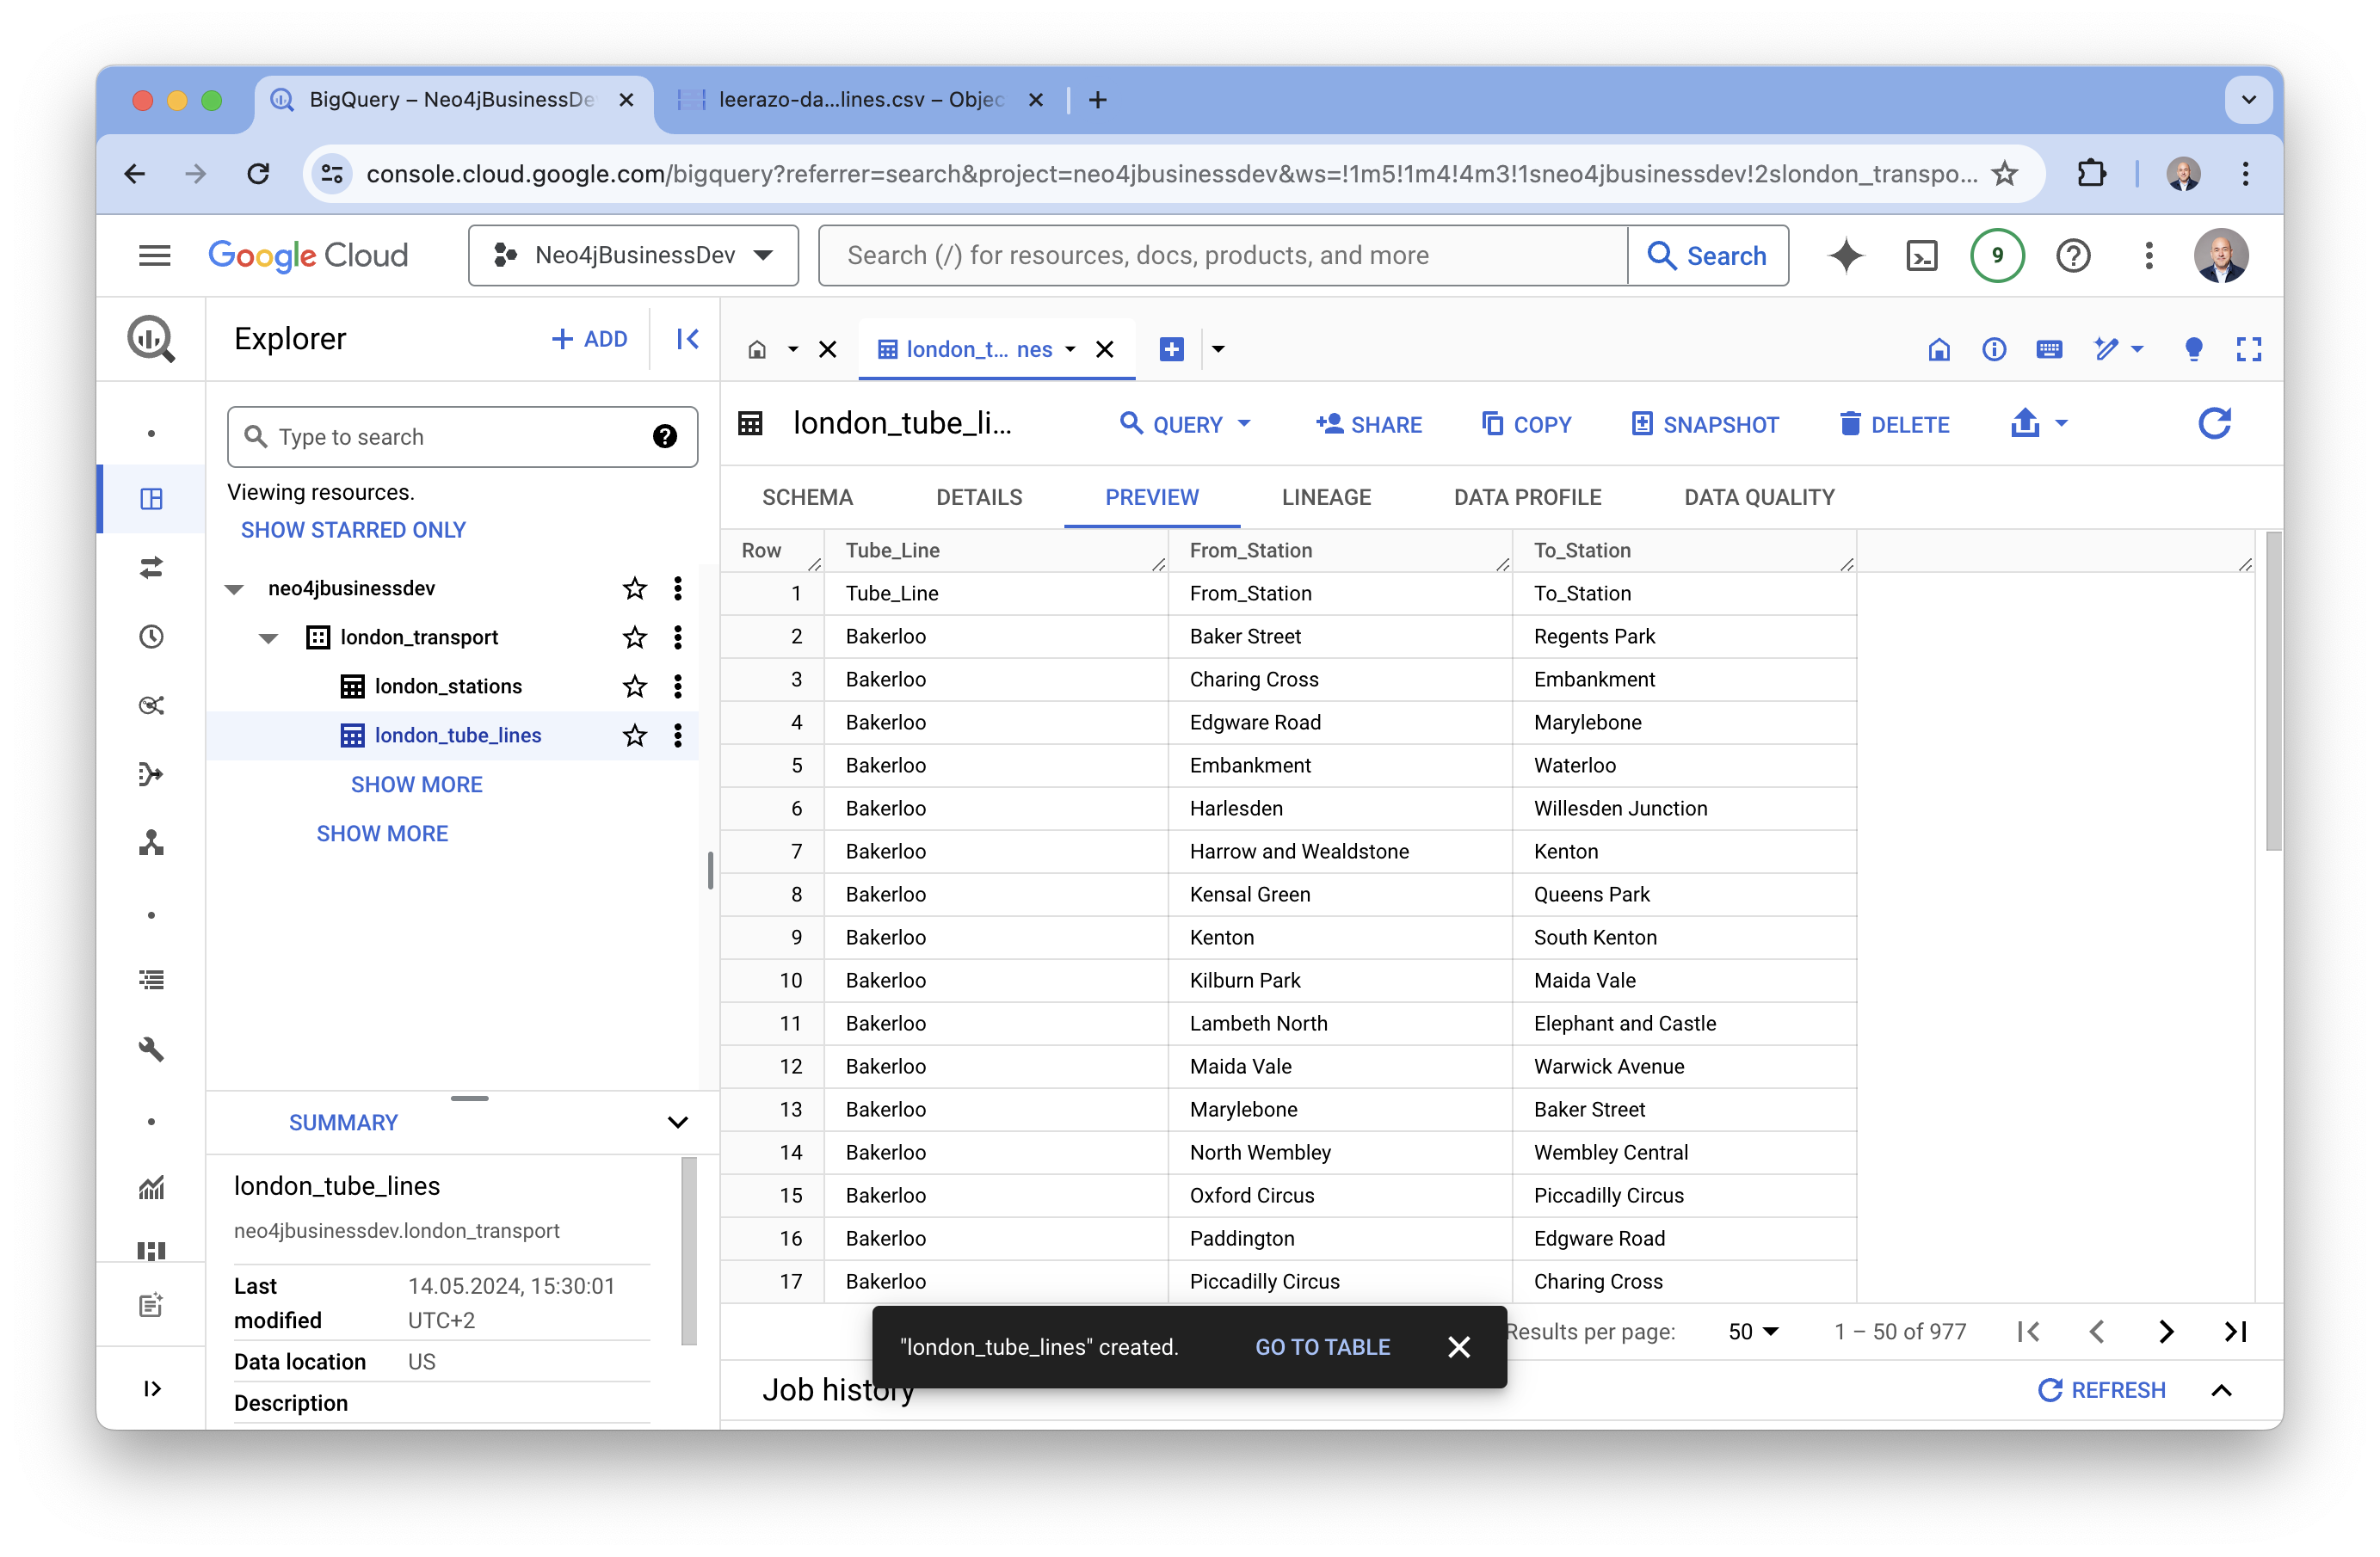 BigQuery – Neo4jBusinessDe
leerazo-da...lines.csv – Objec
console.cloud.google.com/bigquery?referrer=search&project=neo4jbusinessdev&ws=!1m5!1m4!4m3!1sneo4jbusinessdev!2slondon_transpo...
Google Cloud
Neo4jBusinessDev
Search (/) for resources, docs, products, and more
Search
9
Explorer
ADD
london_t... nes
Type to search
Viewing resources.
SHOW STARRED ONLY
neo4jbusinessdev
london_transport
london_stations
london_tube_lines
SHOW MORE
SHOW MORE
SUMMARY
london_tube_lines
neo4jbusinessdev.london_transport
Last modified 14.05.2024, 15:30:01 UTC+2
Data location US
Description
london_tube_li...
QUERY SHARE COPY SNAPSHOT DELETE
SCHEMA DETAILS PREVIEW LINEAGE DATA PROFILE DATA QUALITY
Row Tube_Line From_Station To_Station
1 Tube_Line From_Station To_Station
2 Bakerloo Baker Street Regents Park
3 Bakerloo Charing Cross Embankment
4 Bakerloo Edgware Road Marylebone
5 Bakerloo Embankment Waterloo
6 Bakerloo Harlesden Willesden Junction
7 Bakerloo Harrow and Wealdstone Kenton
8 Bakerloo Kensal Green Queens Park
9 Bakerloo Kenton South Kenton
10 Bakerloo Kilburn Park Maida Vale
11 Bakerloo Lambeth North Elephant and Castle
12 Bakerloo Maida Vale Warwick Avenue
13 Bakerloo Marylebone Baker Street
14 Bakerloo North Wembley Wembley Central
15 Bakerloo Oxford Circus Piccadilly Circus
16 Bakerloo Paddington Edgware Road
17 Bakerloo Piccadilly Circus Charing Cross
"london_tube_lines" created. GO TO TABLE
Results per page: 50 1 – 50 of 977
Job history
REFRESH